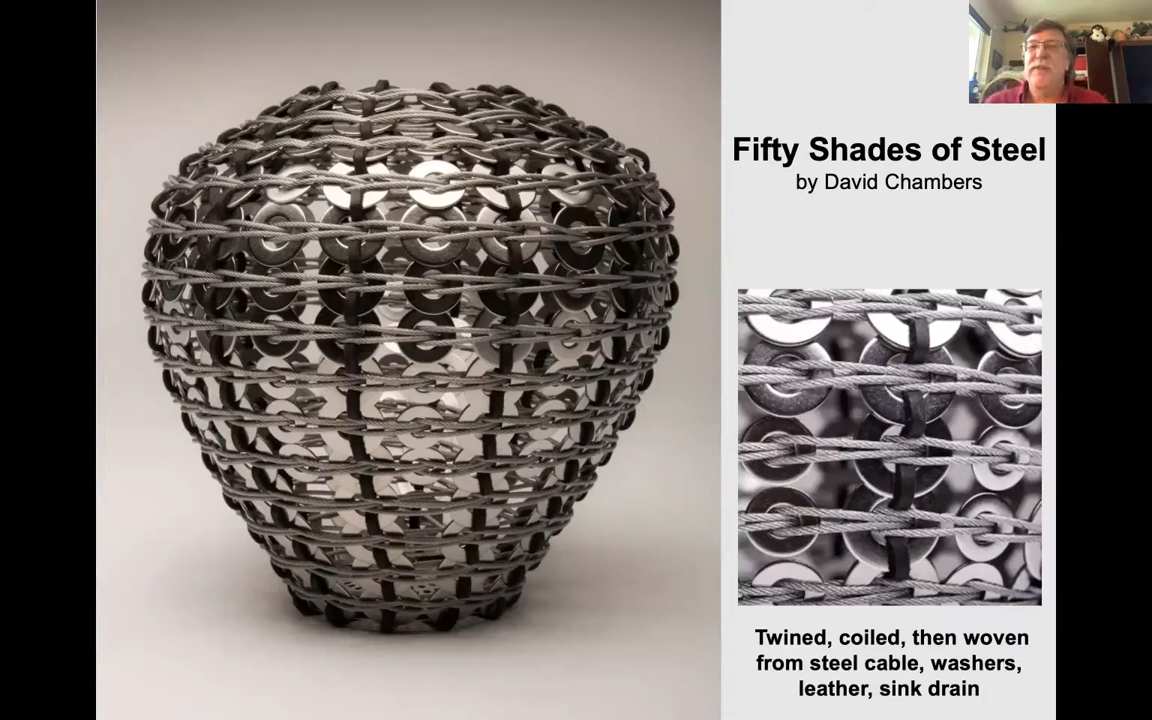 Fifty Shades of Steel
by David Chambers
Twined, coiled, then woven
from steel cable, washers,
leather, sink drain